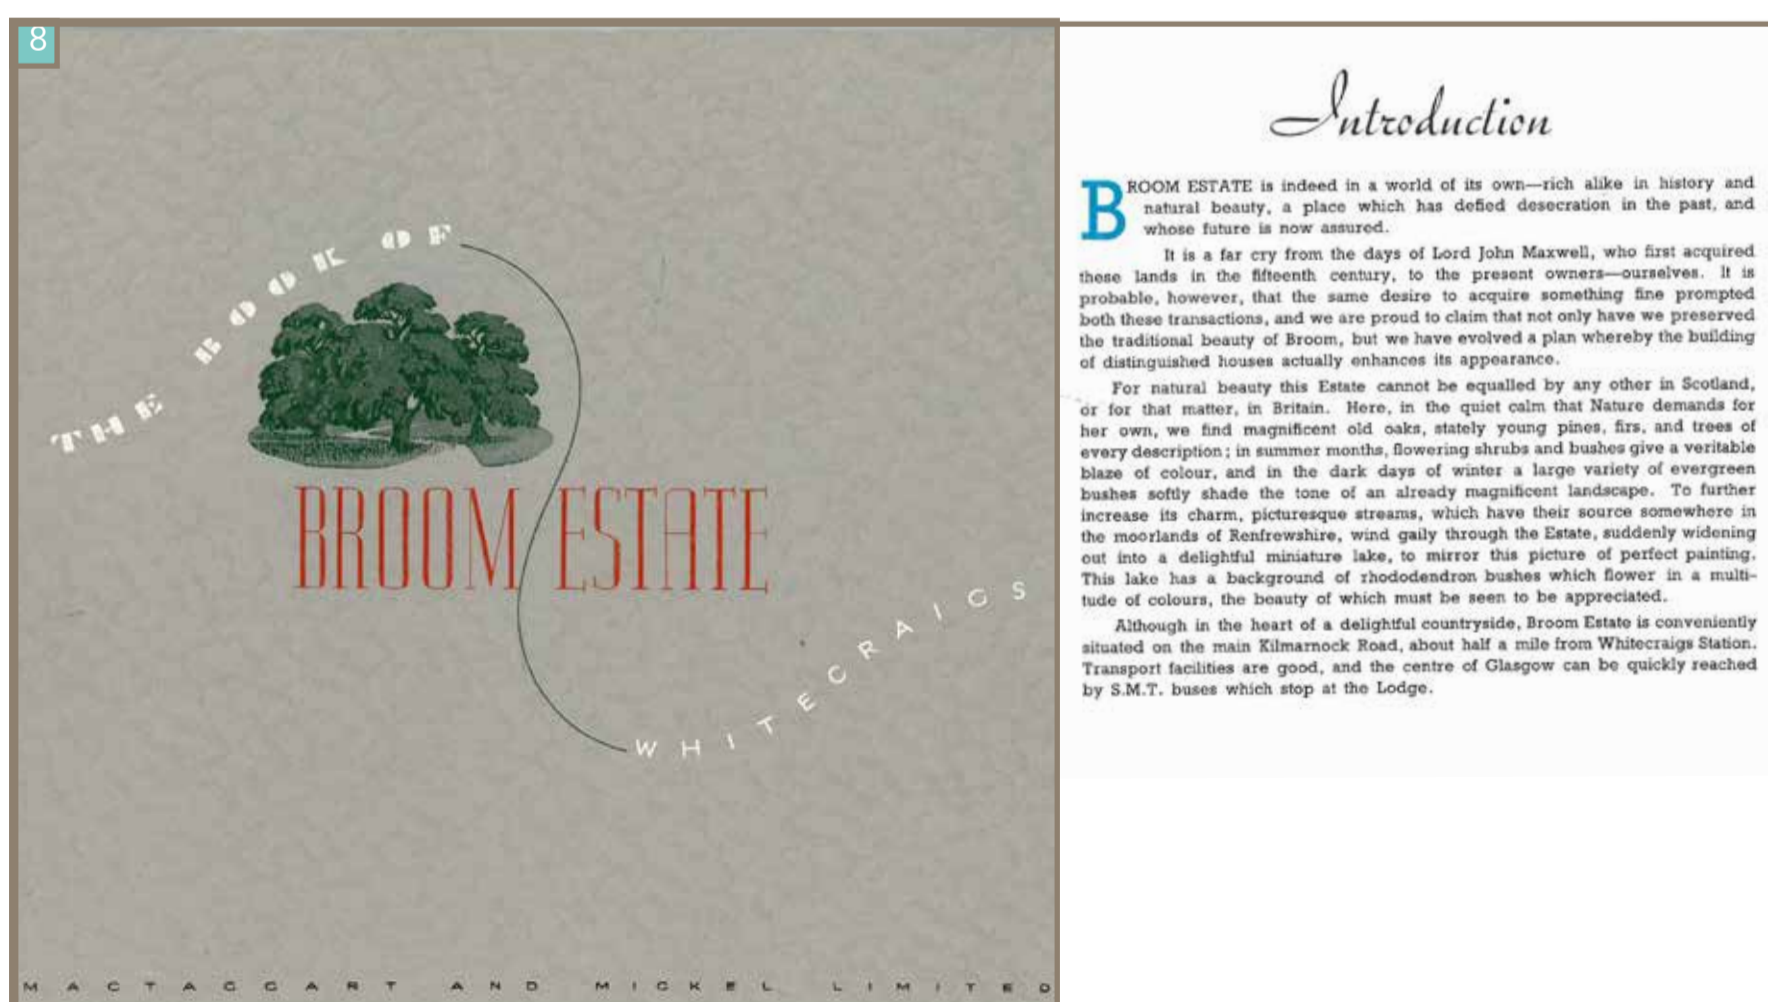 8
THE BOOK OF
BROOM ESTATE
WHITECRAIGS
MACTAGGART AND MICKEL LIMITED
Introduction
BROOM ESTATE is indeed in a world of its own—rich alike in history and
natural beauty, a place which has defied desecration in the past, and
whose future is now assured.
It is a far cry from the days of Lord John Maxwell, who first acquired
these lands in the fifteenth century, to the present owners—ourselves. It is
probable, however, that the same desire to acquire something fine prompted
both these transactions, and we are proud to claim that not only have we preserved
the traditional beauty of Broom, but we have evolved a plan whereby the building
of distinguished houses actually enhances its appearance.
For natural beauty this Estate cannot be equalled by any other in Scotland,
or for that matter, in Britain. Here, in the quiet calm that Nature demands for
her own, we find magnificent old oaks, stately young pines, firs, and trees of
every description; in summer months, flowering shrubs and bushes give a veritable
blaze of colour, and in the dark days of winter a large variety of evergreen
bushes softly shade the tone of an already magnificent landscape. To further
increase its charm, picturesque streams, which have their source somewhere in
the moorlands of Renfrewshire, wind gaily through the Estate, suddenly widening
out into a delightful miniature lake, to mirror this picture of perfect painting.
This lake has a background of rhododendron bushes which flower in a multi-
tude of colours, the beauty of which must be seen to be appreciated.
Although in the heart of a delightful countryside, Broom Estate is conveniently
situated on the main Kilmarnock Road, about half a mile from Whitecraigs Station.
Transport facilities are good, and the centre of Glasgow can be quickly reached
by S.M.T. buses which stop at the Lodge.